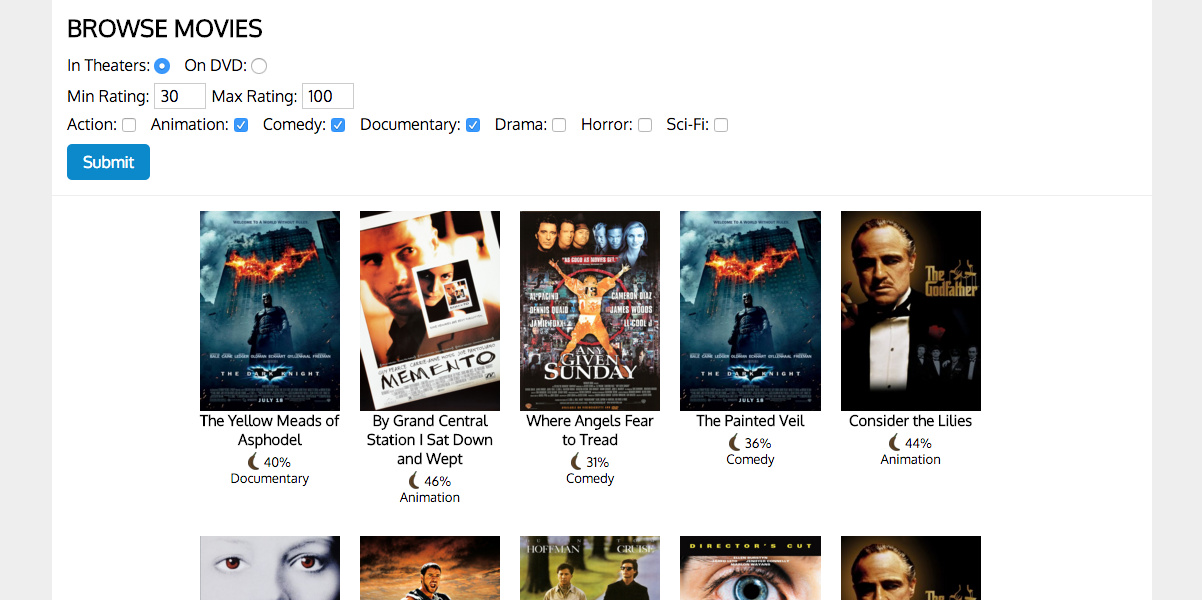 BROWSE MOVIES
In Theaters: On DVD:
Min Rating: 30 Max Rating: 100
Action: Animation: Comedy: Documentary: Drama: Horror: Sci-Fi:
Submit
WELCOME TO A WORLD WITHOUT RULES.
THE DARK KNIGHT
JULY 18
GUY PEARCE CARRIE-ANNE MOSS JOE PANTOLIANO
MEMENTO
AL PACINO CAMERON DIAZ
DENNIS QUAID JAMES WOODS
JAMIE FOXX LL COOL J
ANY
GIVEN
SUNDAY
WELCOME TO A WORLD WITHOUT RULES.
THE DARK KNIGHT
JULY 18
The
Godfather
The Yellow Meads of
Asphodel
40%
Documentary
By Grand Central
Station I Sat Down
and Wept
46%
Animation
Where Angels Fear
to Tread
31%
Comedy
The Painted Veil
36%
Comedy
Consider the Lilies
44%
Animation
HOFFMAN CRUISE
DIRECTOR'S CUT
The